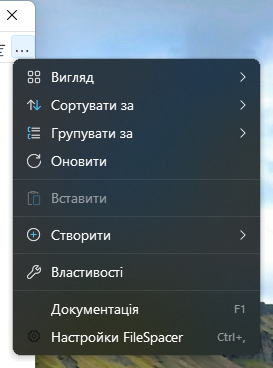 Вигляд
Сортувати за
Групувати за
Оновити
Вставити
Створити
Властивості
Документація F1
Настройки FileSpacer Ctrl+,